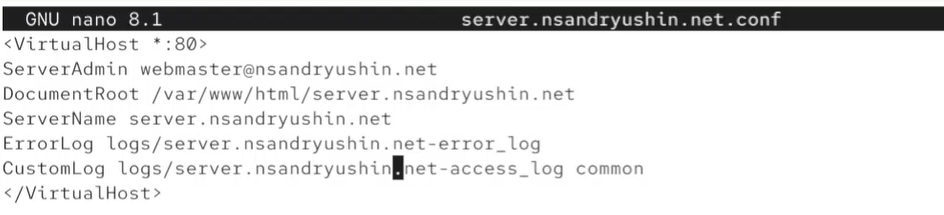 GNU nano 8.1 server.nsandryushin.net.conf
<VirtualHost *:80>
ServerAdmin webmaster@nsandryushin.net
DocumentRoot /var/www/html/server.nsandryushin.net
ServerName server.nsandryushin.net
ErrorLog logs/server.nsandryushin.net-error_log
CustomLog logs/server.nsandryushin.net-access_log common
</VirtualHost>